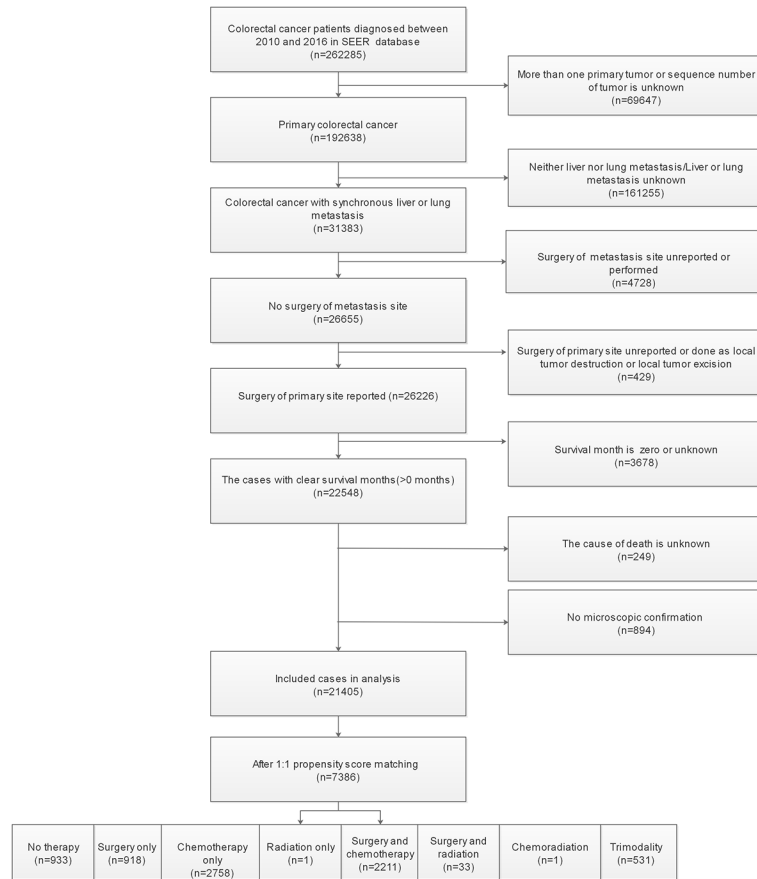 Colorectal cancer patients diagnosed between
2010 and 2016 in SEER database
(n=262285)
More than one primary tumor or sequence number
of tumor is unknown
(n=69647)
Primary colorectal cancer
(n=192638)
Neither liver nor lung metastasis/Liver or lung
metastasis unknown
(n=161255)
Colorectal cancer with synchronous liver or lung
metastasis
(n=31383)
Surgery of metastasis site unreported or
performed
(n=4728)
No surgery of metastasis site
(n=26655)
Surgery of primary site unreported or done as local
tumor destruction or local tumor excision
(n=429)
Surgery of primary site reported (n=26226)
Survival month is zero or unknown
(n=3678)
The cases with clear survival months(>0 months)
(n=22548)
The cause of death is unknown
(n=249)
No microscopic confirmation
(n=894)
Included cases in analysis
(n=21405)
After 1:1 propensity score matching
(n=7386)
No therapy
(n=933)
Surgery only
(n=918)
Chemotherapy
only
(n=2758)
Radiation only
(n=1)
Surgery and
chemotherapy
(n=2211)
Surgery and
radiation
(n=33)
Chemoradiation
(n=1)
Trimodality
(n=531)